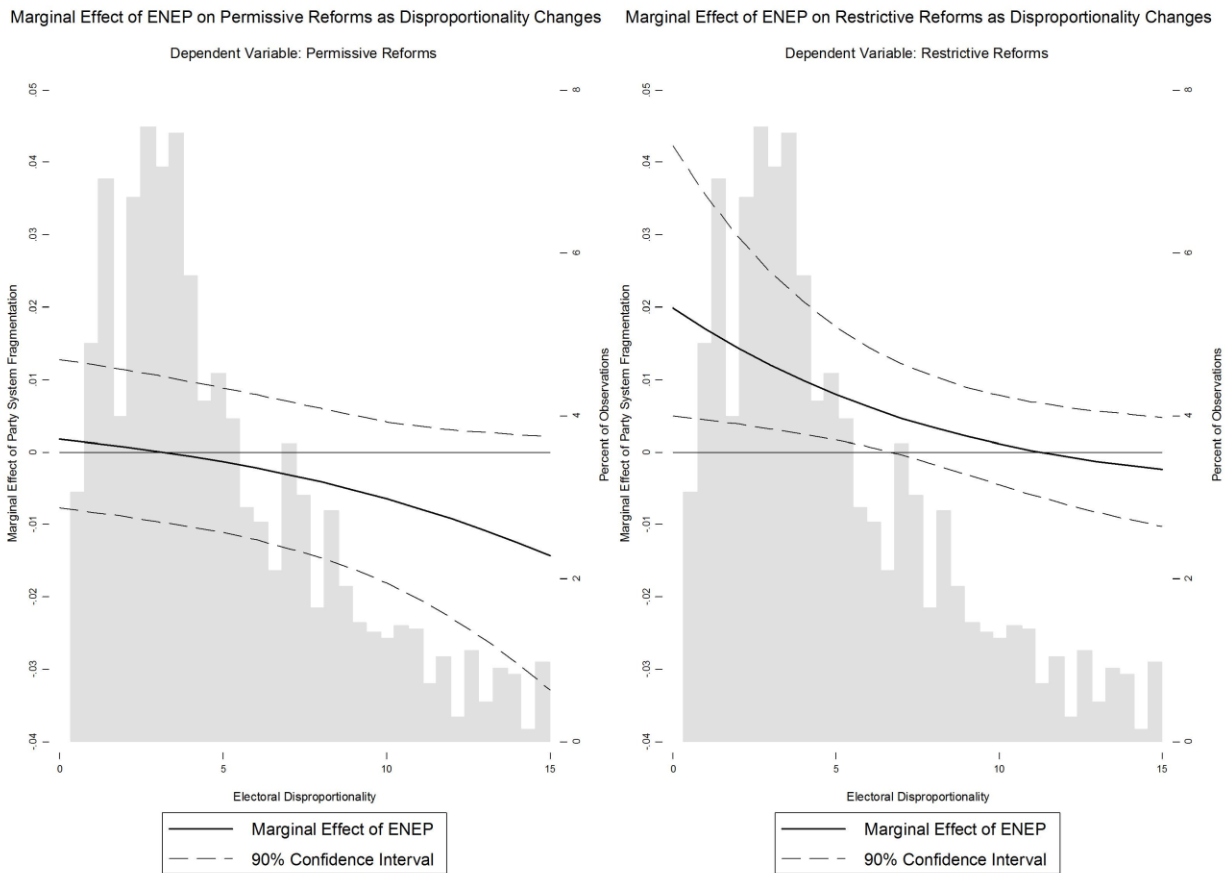 Marginal Effect of ENEP on Permissive Reforms as Disproportionality Changes
Dependent Variable: Permissive Reforms
Marginal Effect of Party System Fragmentation
.05
.04
.03
.02
.01
0
-.01
-.02
-.03
-.04
8
6
4
2
0
Percent of Observations
0
5
10
15
Electoral Disproportionality
Marginal Effect of ENEP
90% Confidence Interval
Marginal Effect of ENEP on Restrictive Reforms as Disproportionality Changes
Dependent Variable: Restrictive Reforms
Marginal Effect of Party System Fragmentation
.05
.04
.03
.02
.01
0
-.01
-.02
-.03
-.04
8
6
4
2
0
Percent of Observations
0
5
10
15
Electoral Disproportionality
Marginal Effect of ENEP
90% Confidence Interval